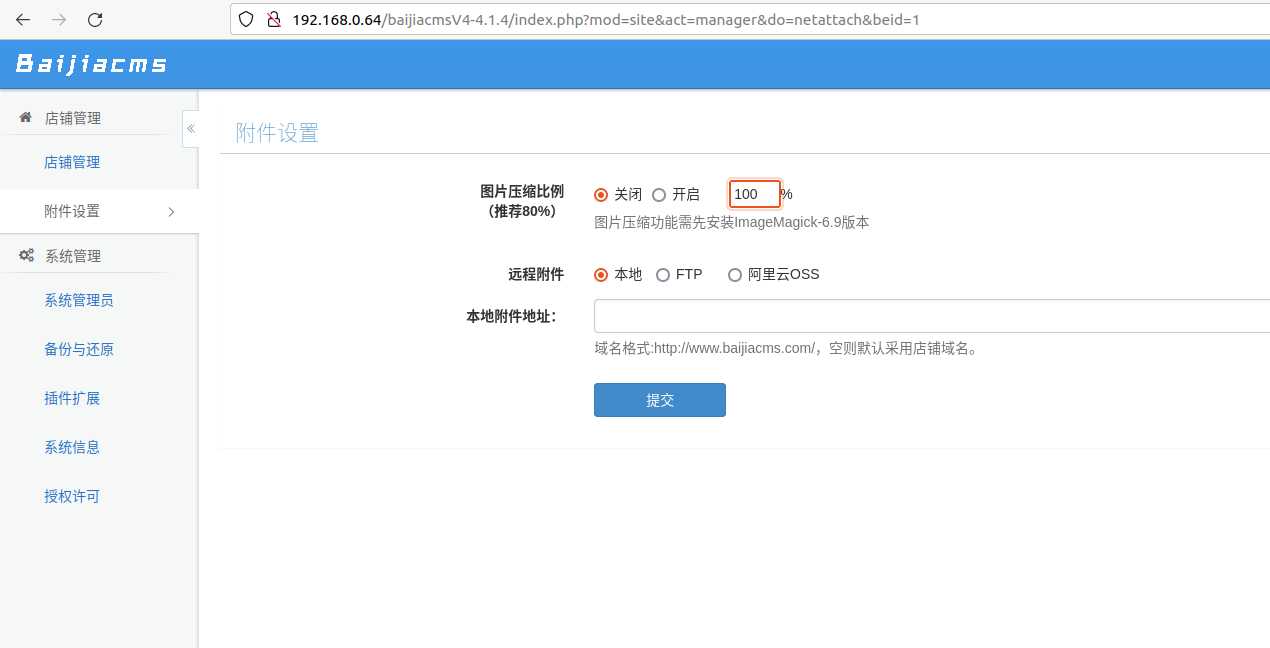 192.168.0.64/baijiacmsV4-4.1.4/index.php?mod=site&act=manager&do=netattach&beid=1
Baijiacms
店铺管理
店铺管理
附件设置
系统管理
系统管理员
备份与还原
插件扩展
系统信息
授权许可
附件设置
图片压缩比例
（推荐80%）
关闭 开启 100 %
图片压缩功能需先安装ImageMagick-6.9版本
远程附件 本地 FTP 阿里云OSS
本地附件地址：
域名格式:http://www.baijiacms.com/，空则默认采用店铺域名。
提交